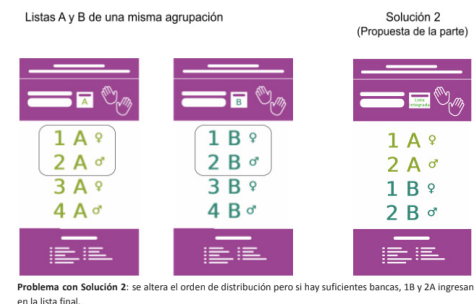 Listas A y B de una misma agrupación
Solución 2
(Propuesta de la parte)
A
1 A ♀
2 A ♂
3 A ♀
4 A ♂
B
1 B ♀
2 B ♂
3 B ♀
4 B ♂
Lista
integrada
1 A ♀
2 A ♂
1 B ♀
2 B ♂
Problema con Solución 2: se altera el orden de distribución pero si hay suficientes bancas, 1B y 2A ingresan
en la lista final.